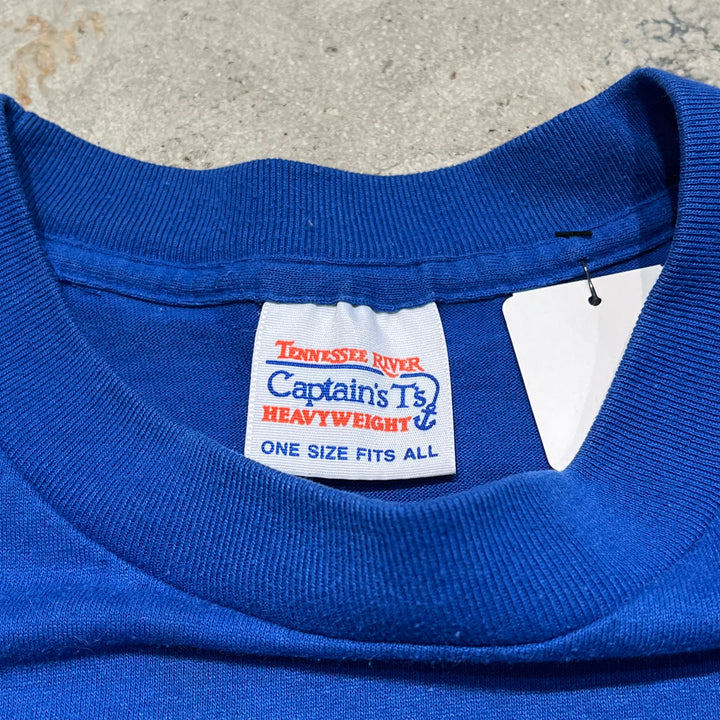 TENNESSEE RIVER
Captain's T's
HEAVYWEIGHT
ONE SIZE FITS ALL